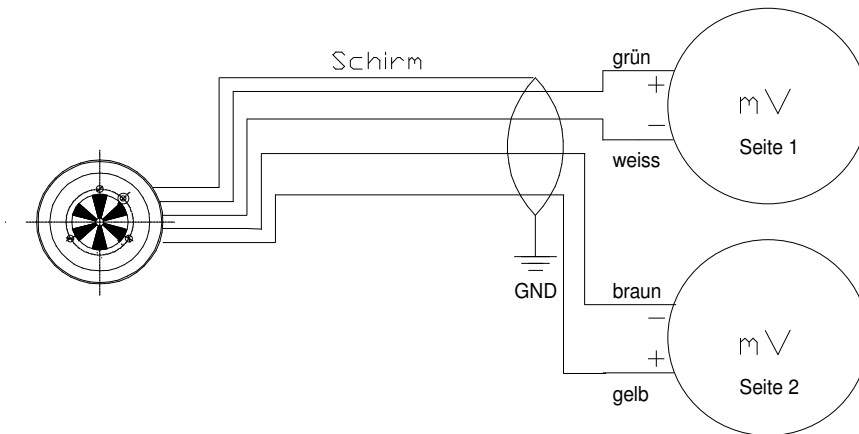 Schirm
grün
+
mV
−
Seite 1
weiss
GND
braun
−
mV
+
Seite 2
gelb